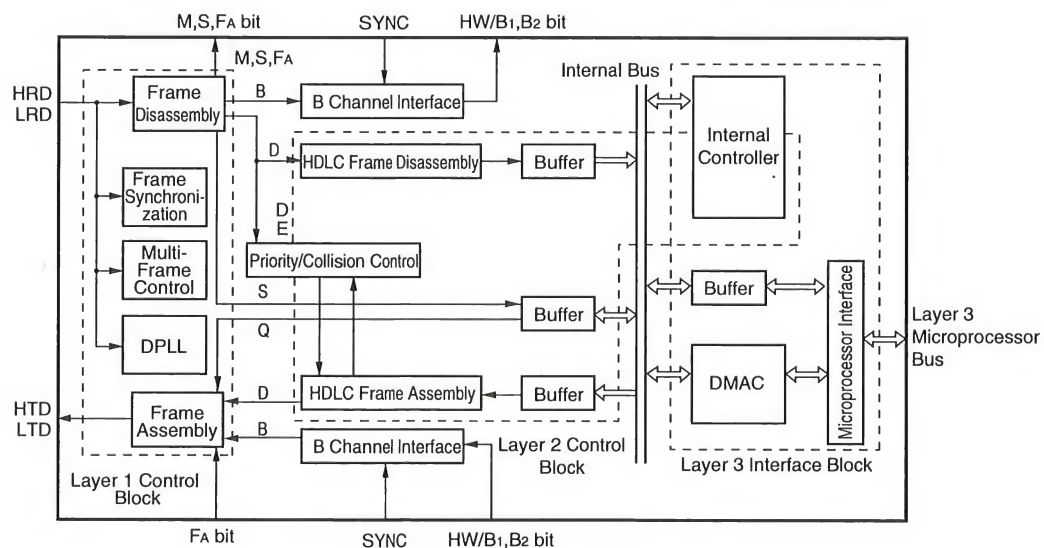 M,S,FA bit
SYNC
HW/B1,B2 bit
M,S,FA
Internal Bus
HRD
LRD
Frame
Disassembly
B
B Channel Interface
Internal
Controller
D
HDLC Frame Disassembly
Buffer
Frame
Synchroni-
zation
D
E
Multi-
Frame
Control
Priority/Collision Control
S
Buffer
Buffer
Microprocessor Interface
Layer 3
Microprocessor
Bus
Q
DPLL
DMAC
HTD
LTD
Frame
Assembly
D
HDLC Frame Assembly
Buffer
B
B Channel Interface
Layer 2 Control
Block
Layer 3 Interface Block
Layer 1 Control
Block
FA bit
SYNC
HW/B1,B2 bit